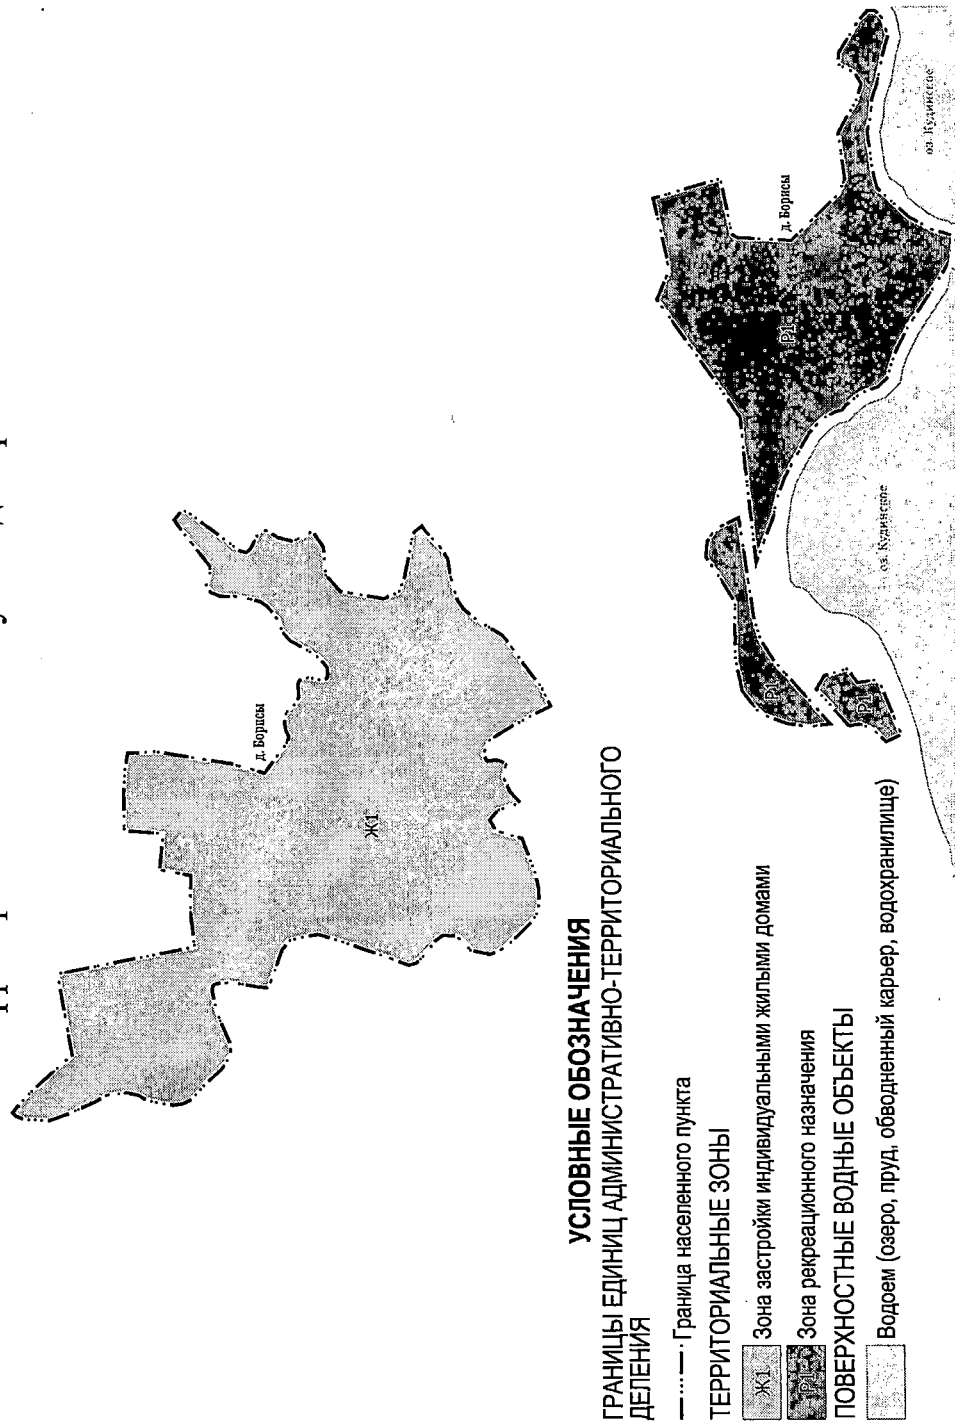 д. Борисы
Ж1
УСЛОВНЫЕ ОБОЗНАЧЕНИЯ
ГРАНИЦЫ ЕДИНИЦ АДМИНИСТРАТИВНО-ТЕРРИТОРИАЛЬНОГО
ДЕЛЕНИЯ
Граница населенного пункта
ТЕРРИТОРИАЛЬНЫЕ ЗОНЫ
Ж1 Зона застройки индивидуальными жилыми домами
Р1 Зона рекреационного назначения
ПОВЕРХНОСТНЫЕ ВОДНЫЕ ОБЪЕКТЫ
Водоем (озеро, пруд, обводненный карьер, водохранилище)
д. Борисы
Р1
Р1
Р1
оз. Кудинское
оз. Кудинское